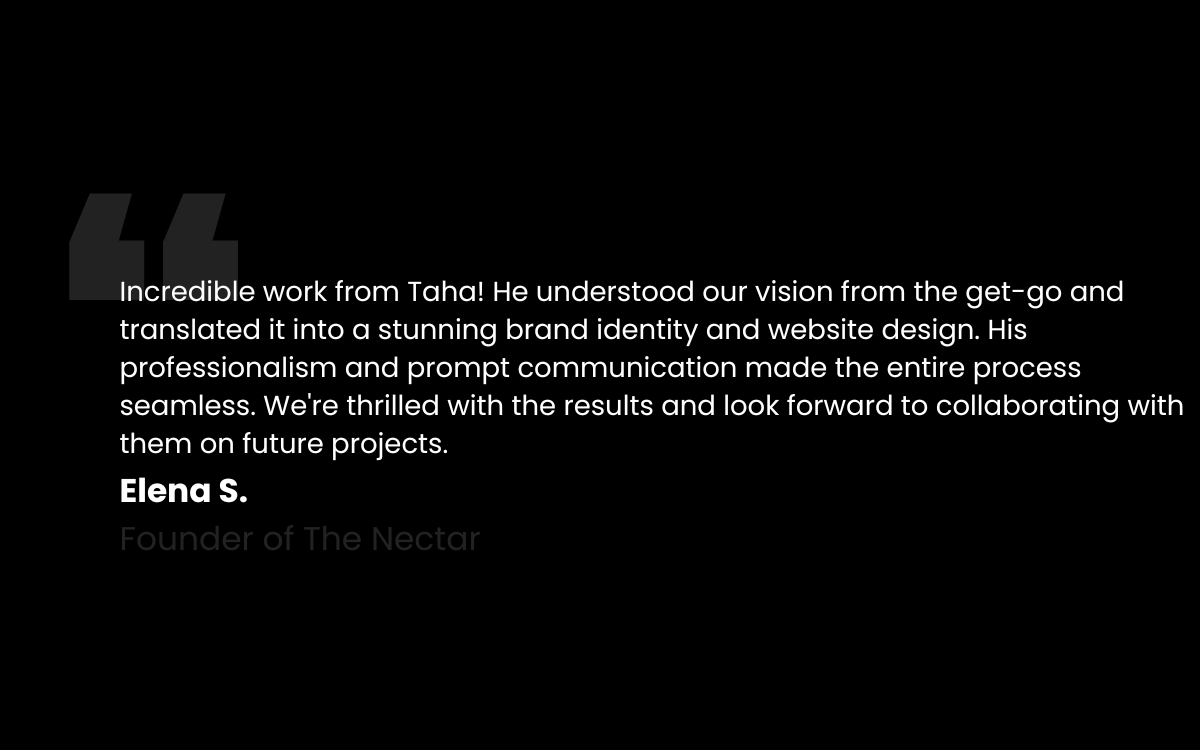 Incredible work from Taha! He understood our vision from the get-go and
translated it into a stunning brand identity and website design. His
professionalism and prompt communication made the entire process
seamless. We're thrilled with the results and look forward to collaborating with
them on future projects.
Elena S.
Founder of The Nectar